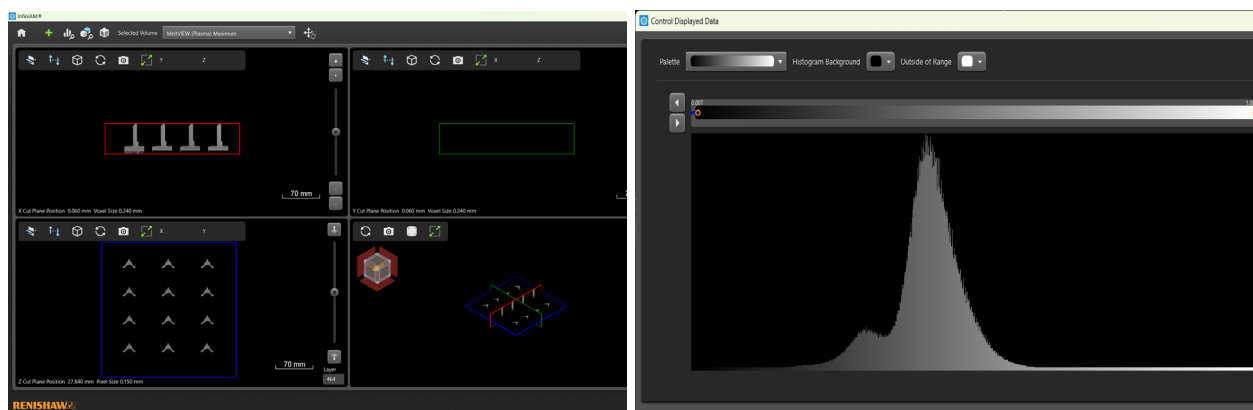 InfiniAM®
Selected Volume MeltVIEW (Plasma) Maximum
Y Z
X Cut Plane Position 0.060 mm Voxel Size 0.240 mm
70 mm
X Z
Y Cut Plane Position 0.060 mm Voxel Size 0.240 mm
X Y
Z Cut Plane Position 27.840 mm Pixel Size 0.150 mm
70 mm
Layer
464
RENISHAW
Control Displayed Data
Palette Histogram Background Outside of Range
0.007
1.0